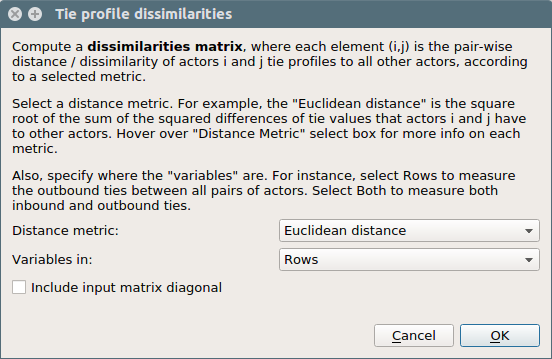 Tie profile dissimilarities
Compute a dissimilarities matrix, where each element (i,j) is the pair-wise
distance / dissimilarity of actors i and j tie profiles to all other actors, according
to a selected metric.
Select a distance metric. For example, the "Euclidean distance" is the square
root of the sum of the squared differences of tie values that actors i and j have
to other actors. Hover over "Distance Metric" select box for more info on each
metric.
Also, specify where the "variables" are. For instance, select Rows to measure
the outbound ties between all pairs of actors. Select Both to measure both
inbound and outbound ties.
Distance metric: Euclidean distance
Variables in: Rows
Include input matrix diagonal
Cancel OK